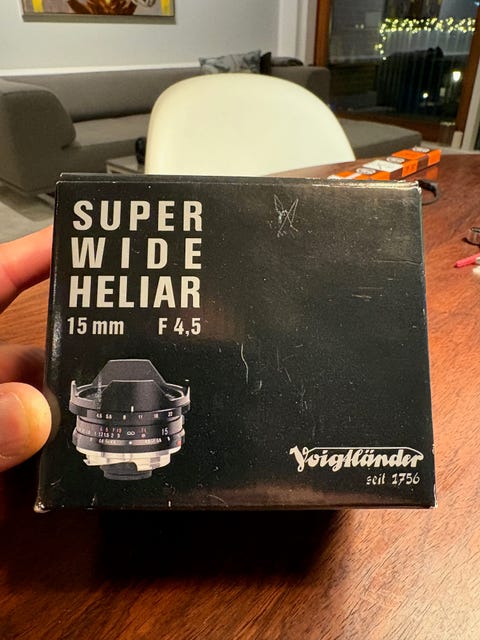 SUPER
WIDE
HELIAR
15 mm F 4,5
Voigtländer
seit 1756